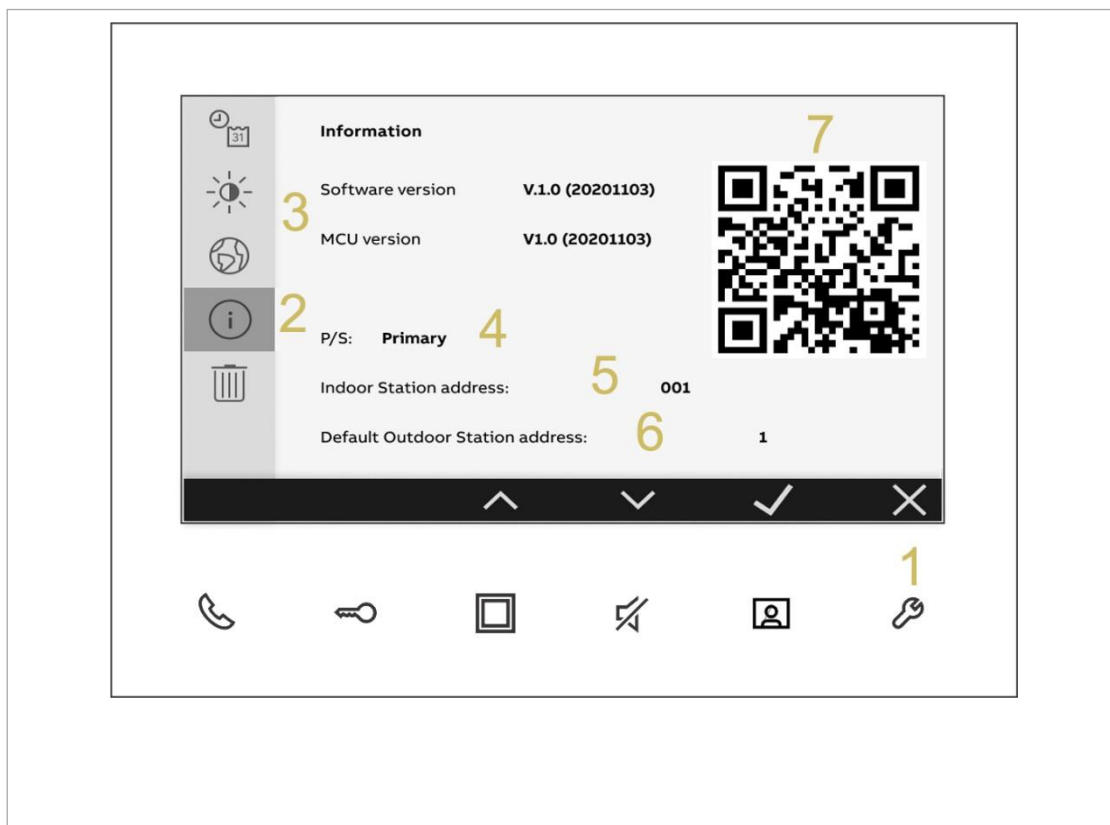 31
Information
7
Software version V.1.0 (20201103)
3
MCU version V1.0 (20201103)
i
2
P/S: Primary 4
Indoor Station address: 5 001
Default Outdoor Station address: 6 1
1